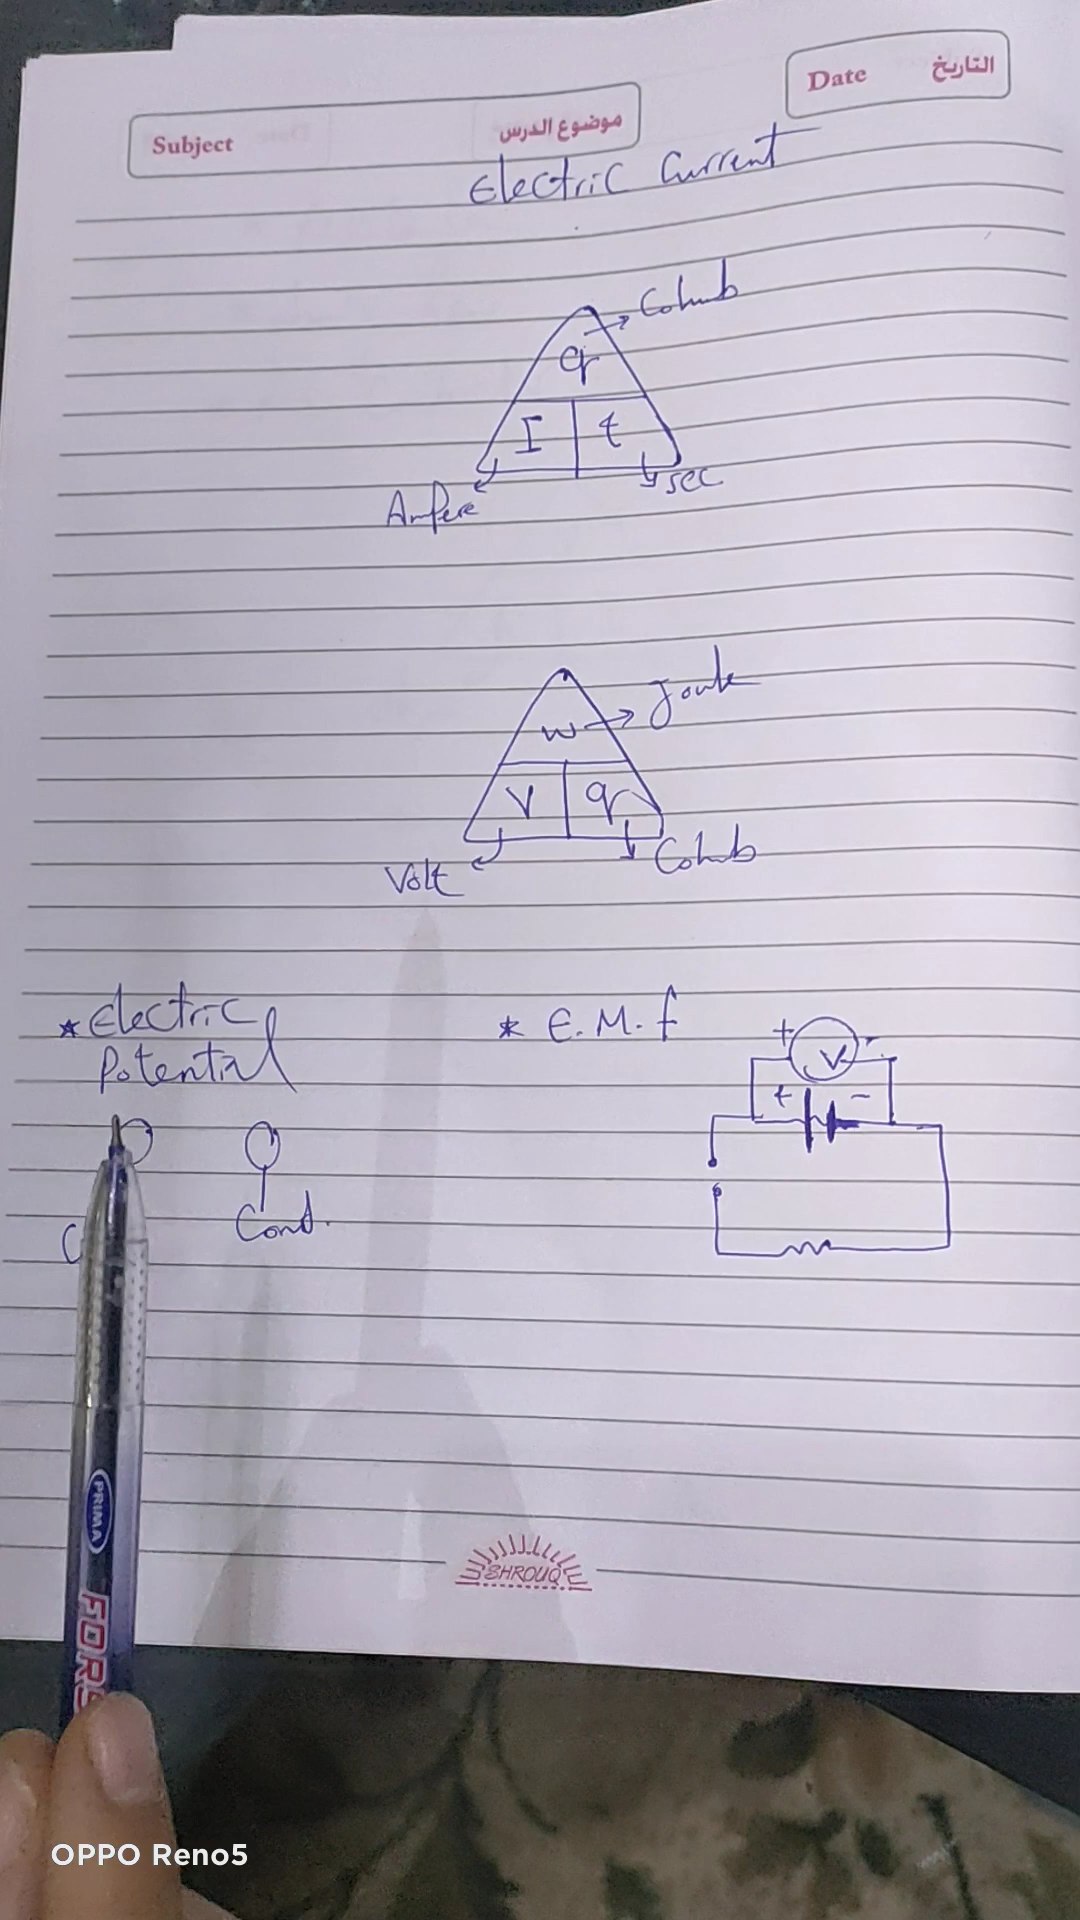 Date التاريخ
Subject موضوع الدرس
Electric Current
Columb
q
I t
Ampere sec
w Joule
V q
Volt Columb
* Electric
Potential
* E.M.f
+ V -
+ -
Cond.
C
PRIMA
FORS
SHROUQ
OPPO Reno5